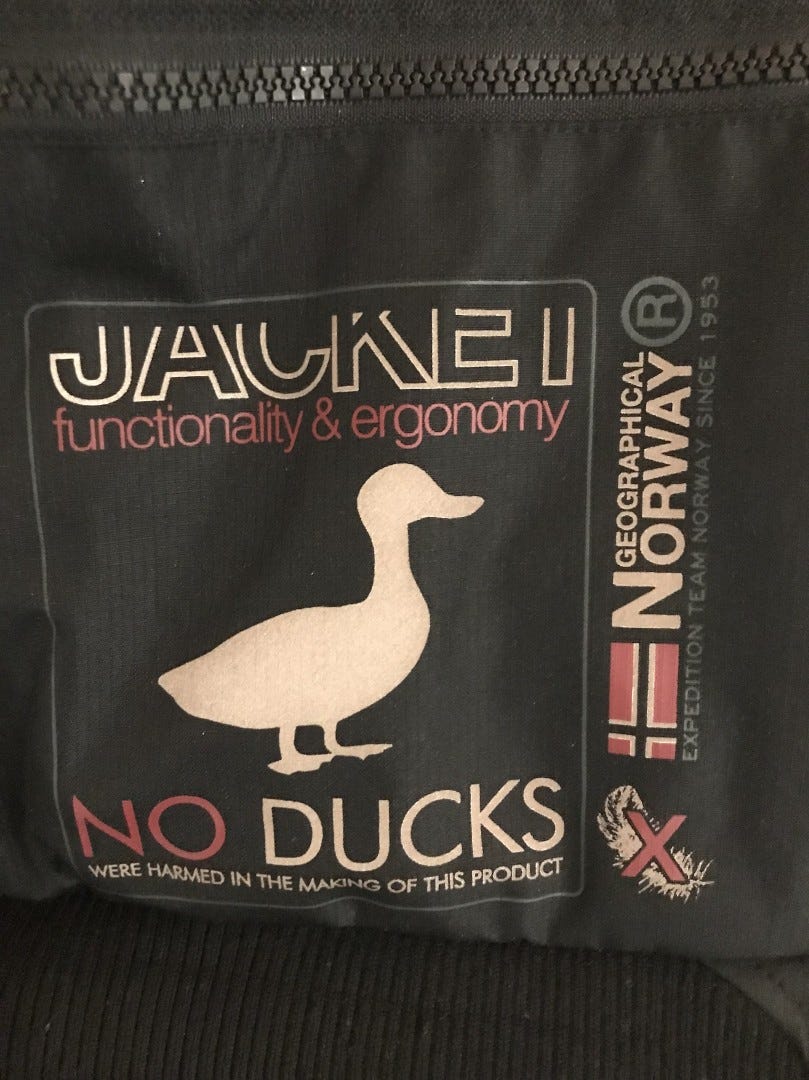 JACKET
functionality & ergonomy
NO DUCKS
WERE HARMED IN THE MAKING OF THIS PRODUCT
GEOGRAPHICAL
NORWAY ®
EXPEDITION TEAM NORWAY SINCE 1953
X